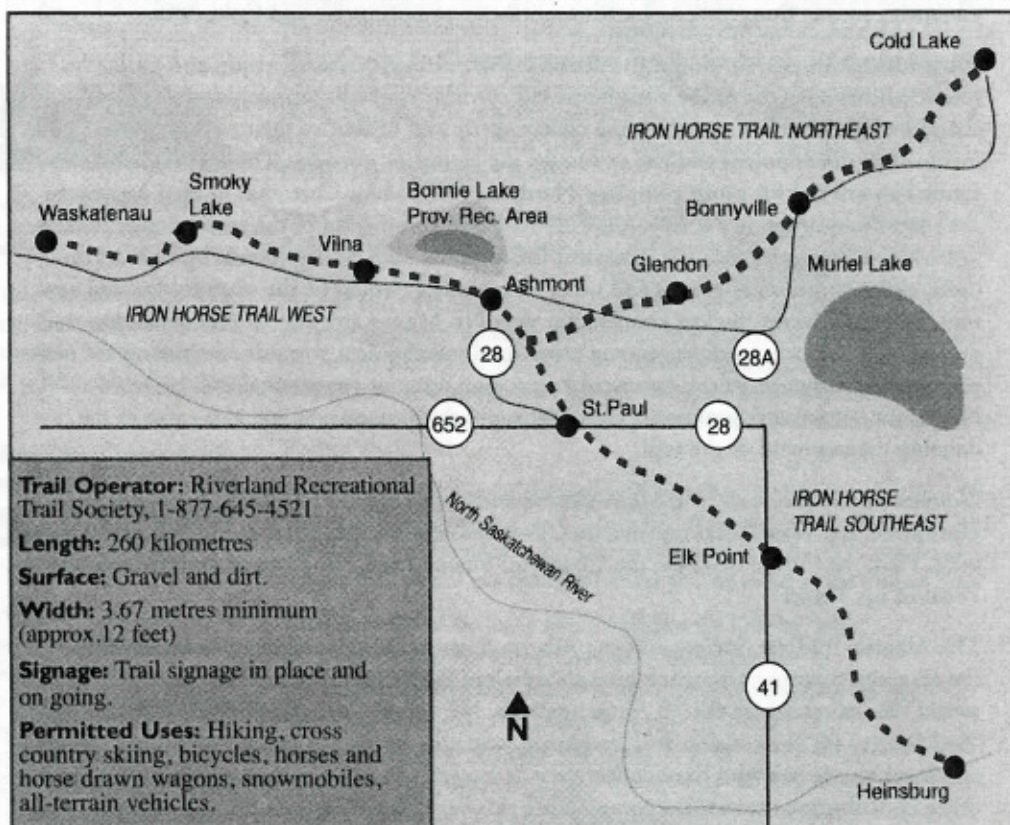 Cold Lake
IRON HORSE TRAIL NORTHEAST
Smoky
Lake
Bonnie Lake
Prov. Rec. Area
Waskatenau
Bonnyville
Vilna
Glendon
Muriel Lake
Ashmont
IRON HORSE TRAIL WEST
28
28A
St.Paul
652
28
Trail Operator: Riverland Recreational
Trail Society, 1-877-645-4521
Length: 260 kilometres
Surface: Gravel and dirt.
Width: 3.67 metres minimum
(approx.12 feet)
Signage: Trail signage in place and
on going.
Permitted Uses: Hiking, cross
country skiing, bicycles, horses and
horse drawn wagons, snowmobiles,
all-terrain vehicles.
North Saskatchewan River
IRON HORSE
TRAIL SOUTHEAST
Elk Point
41
N
Heinsburg